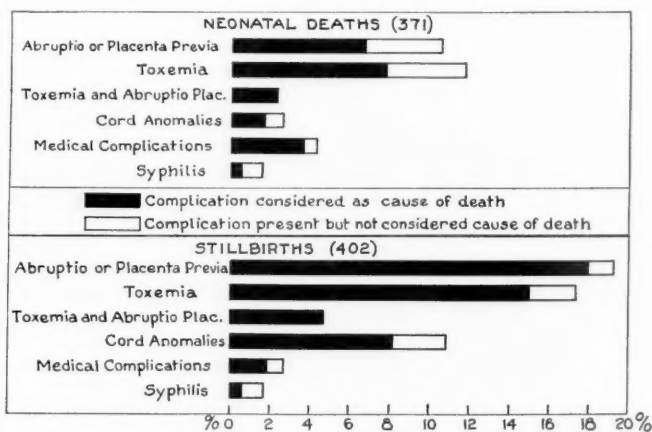 NEONATAL DEATHS (371)
Abruptio or Placenta Previa
Toxemia
Toxemia and Abruptio Plac.
Cord Anomalies
Medical Complications
Syphilis
Complication considered as cause of death
Complication present but not considered cause of death
STILLBIRTHS (402)
Abruptio or Placenta Previa
Toxemia
Toxemia and Abruptio Plac.
Cord Anomalies
Medical Complications
Syphilis
% 0 2 4 6 8 10 12 14 16 18 20 %